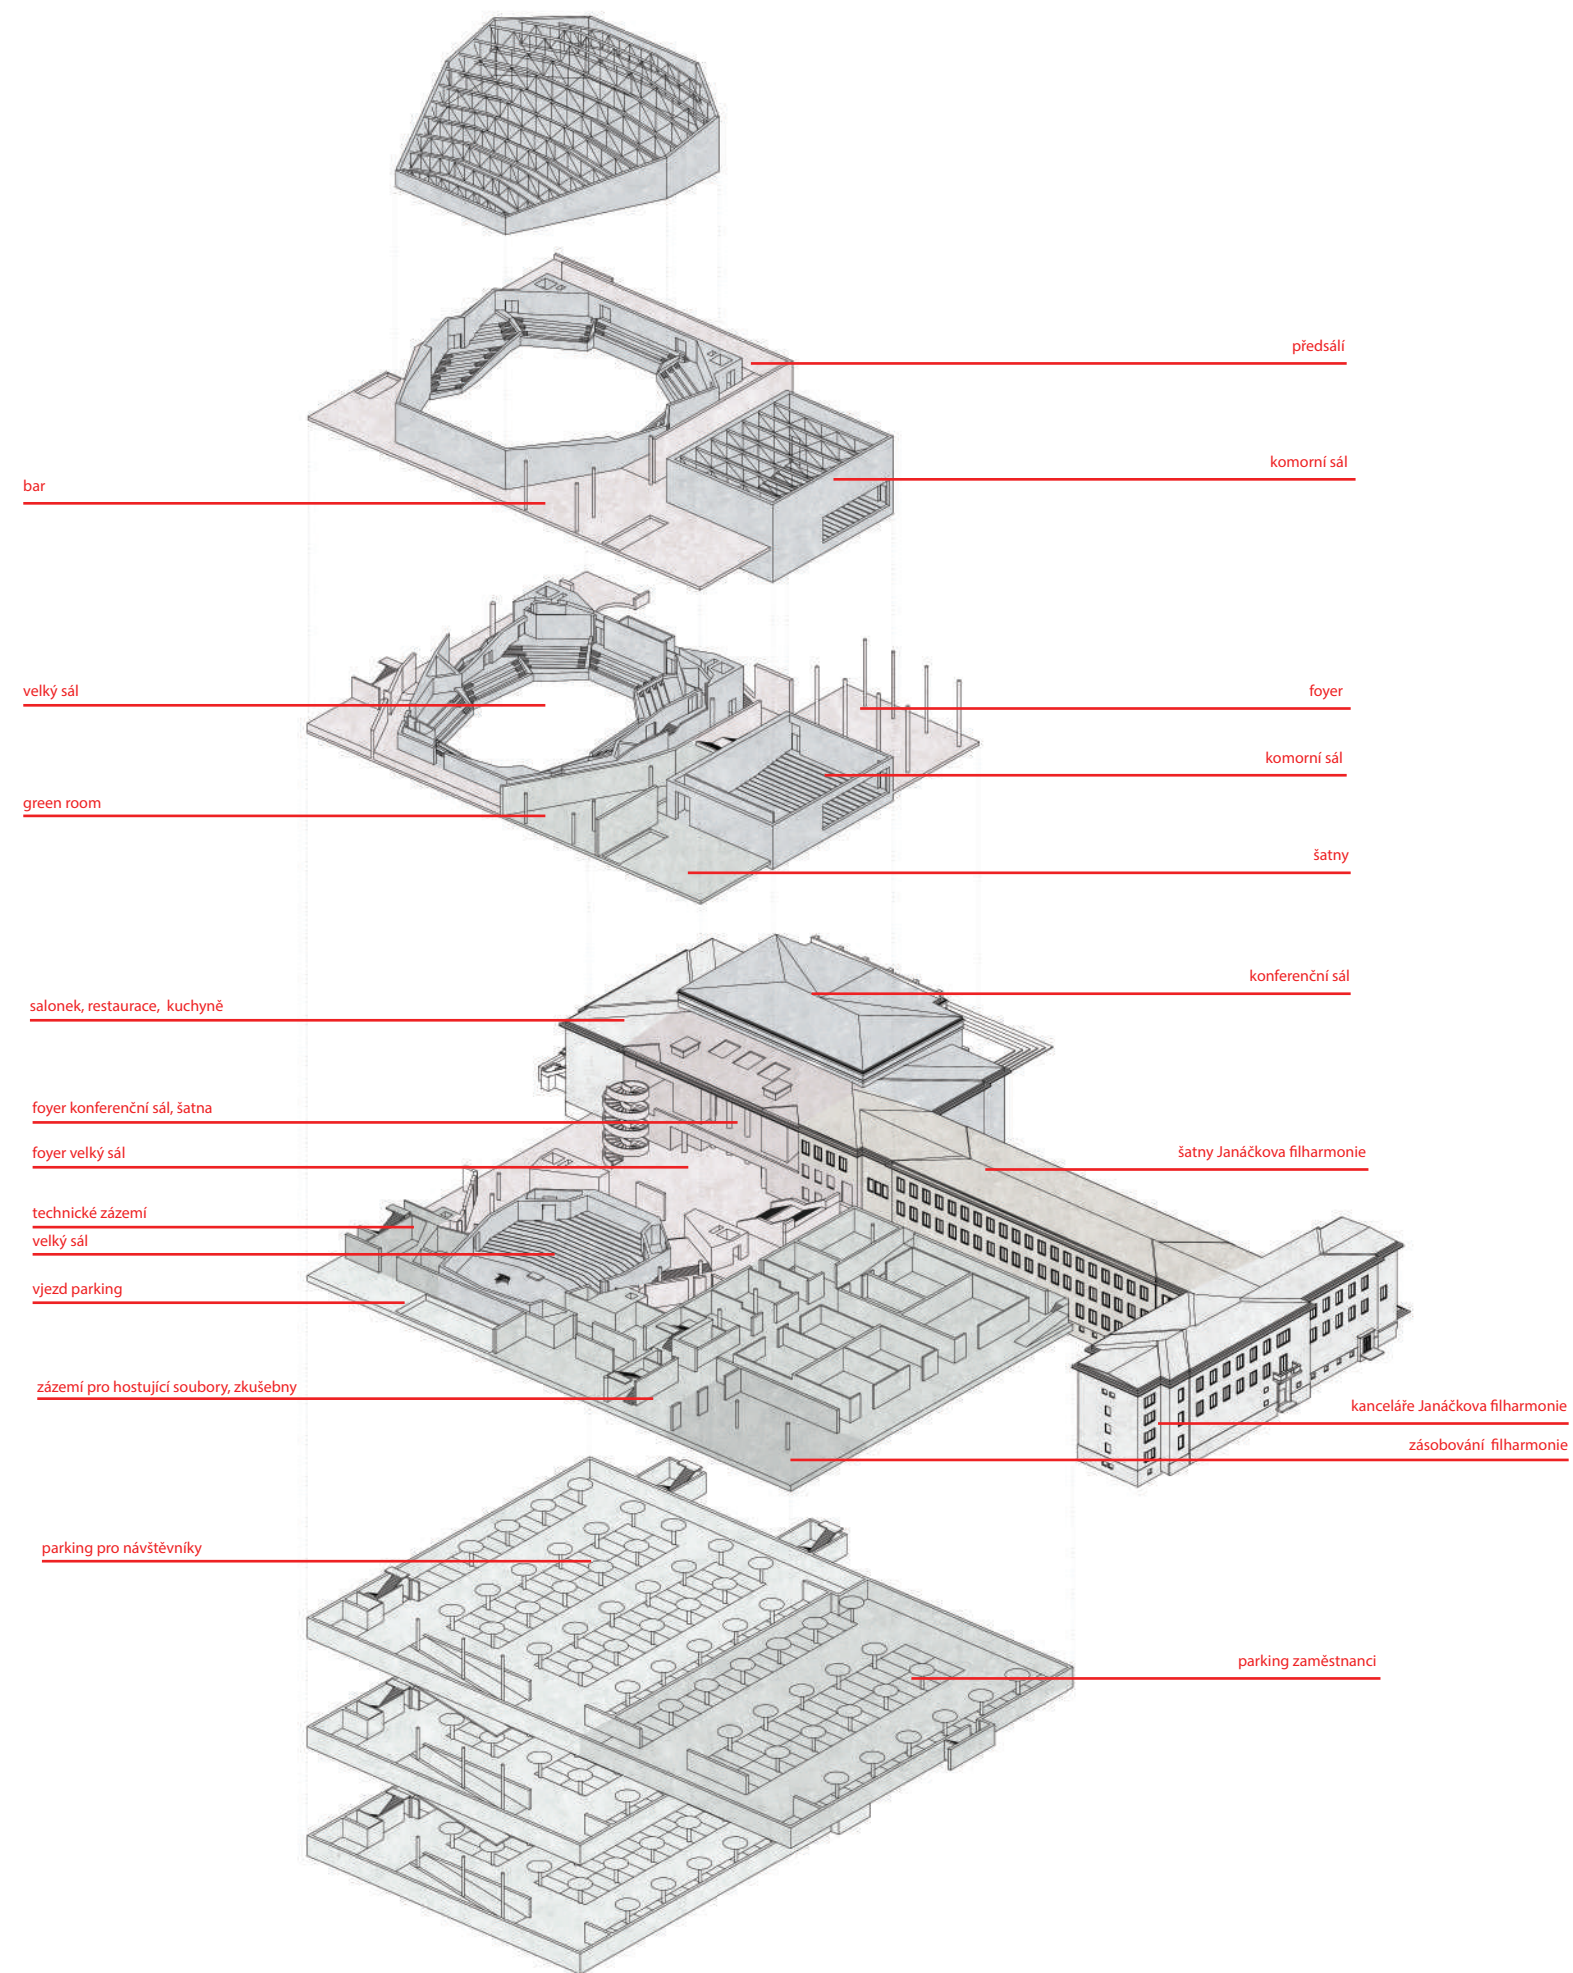 předsálí
komorní sál
bar
velký sál
foyer
komorní sál
green room
šatny
konferenční sál
salonek, restaurace, kuchyně
foyer konferenční sál, šatna
foyer velký sál
šatny Janáčkova filharmonie
technické zázemí
velký sál
vjezd parking
zázemí pro hostující soubory, zkušebny
kanceláře Janáčkova filharmonie
zásobování filharmonie
parking pro návštěvníky
parking zaměstnanci